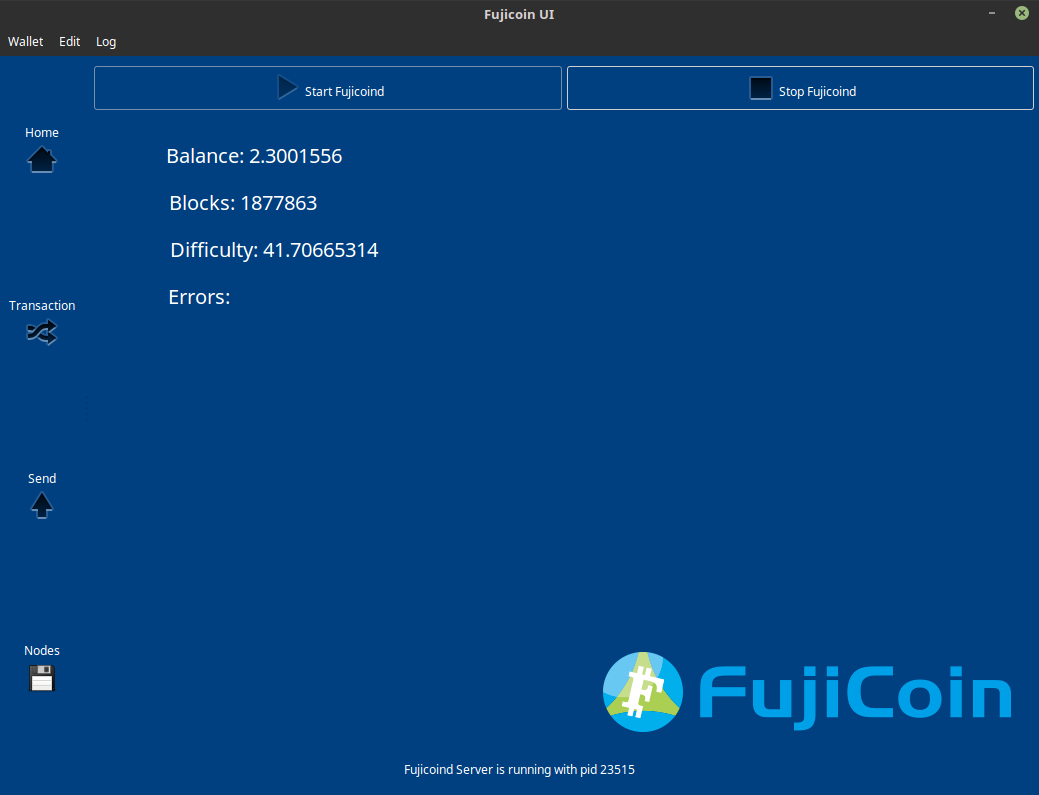 Fujicoin UI
Wallet Edit Log
Start Fujicoind
Stop Fujicoind
Home
Balance: 2.3001556
Blocks: 1877863
Difficulty: 41.70665314
Errors:
Transaction
Send
Nodes
FujiCoin
Fujicoind Server is running with pid 23515